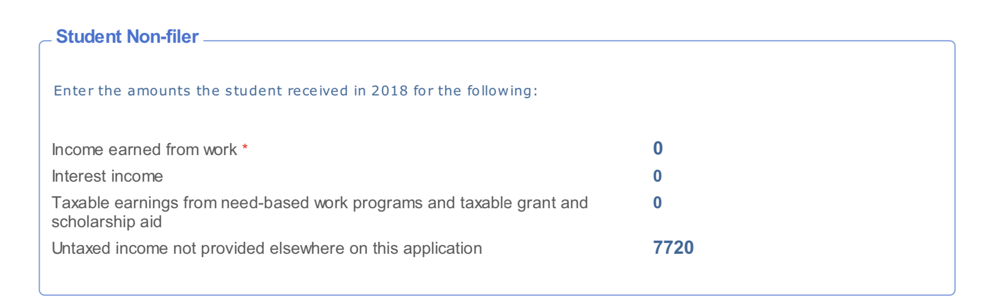 Student Non-filer
Enter the amounts the student received in 2018 for the following:
Income earned from work * 0
Interest income 0
Taxable earnings from need-based work programs and taxable grant and 0
scholarship aid
Untaxed income not provided elsewhere on this application 7720